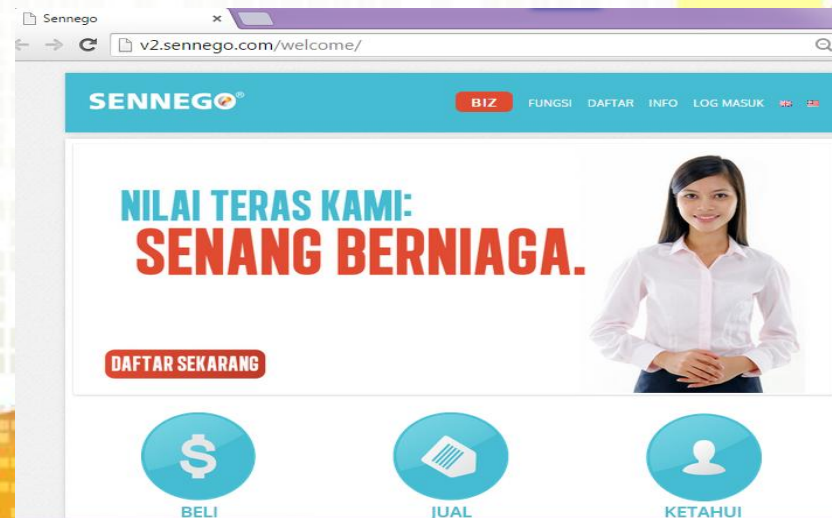 Sennego
v2.sennego.com/welcome/
SENNEGO®
BIZ FUNGSI DAFTAR INFO LOG MASUK
NILAI TERAS KAMI:
SENANG BERNIAGA.
DAFTAR SEKARANG
$
BELI JUAL KETAHUI